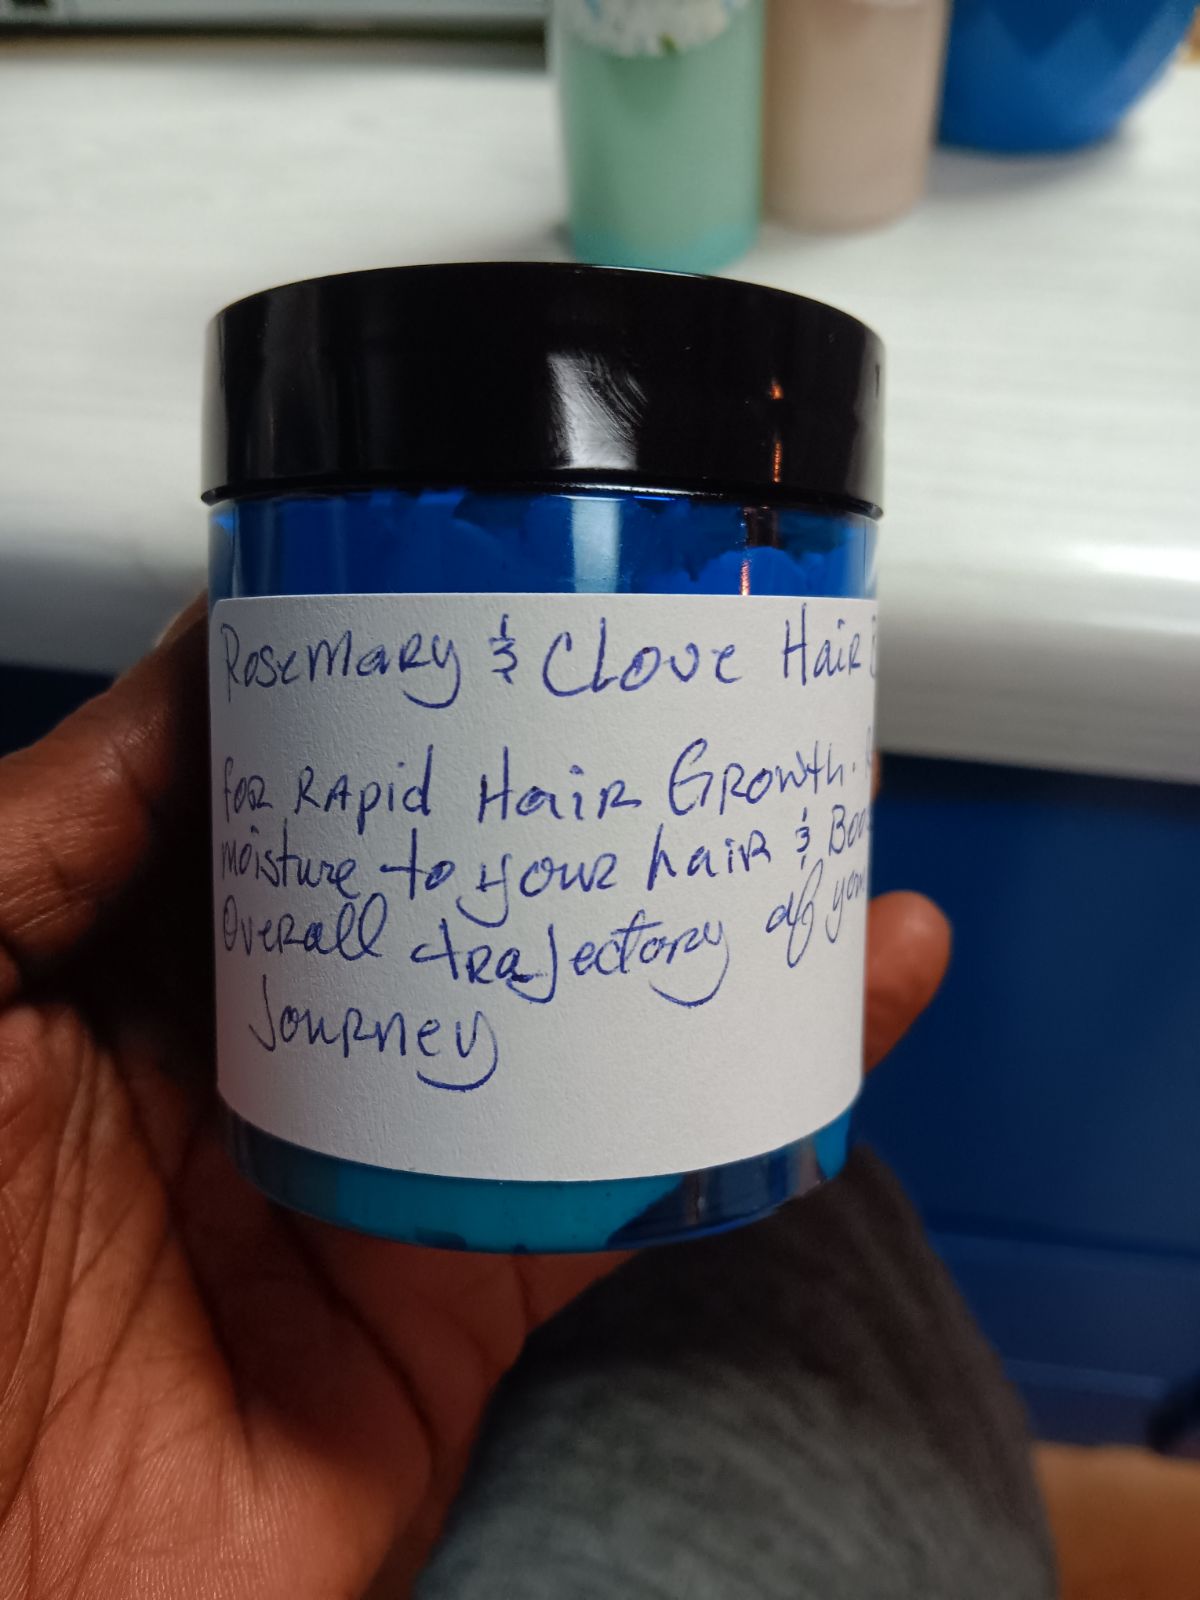 Rosemary & Clove Hair
for Rapid Hair Growth.
moisture to your hair &
Overall trajectory of
Journey